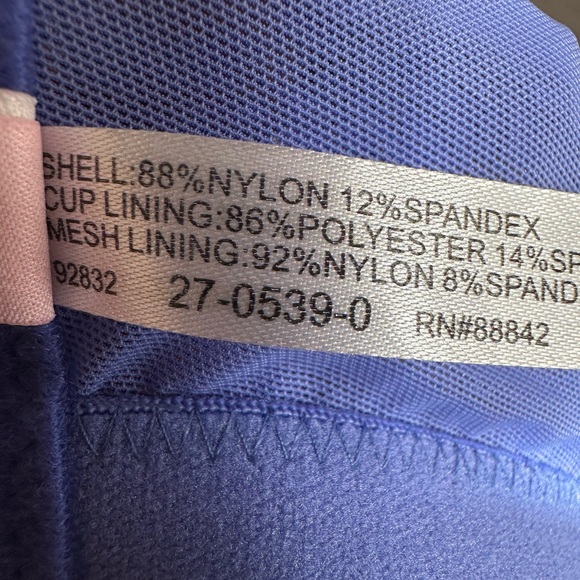 SHELL:88%NYLON 12%SPANDEX
CUP LINING:86%POLYESTER 14%SP
MESH LINING:92%NYLON 8%SPAND
92832 27-0539-0 RN#88842